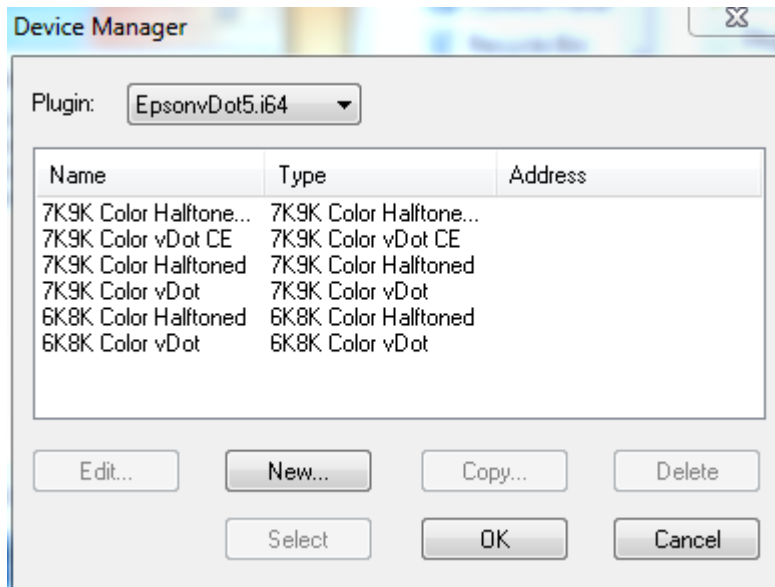 Device Manager
Plugin: EpsonvDot5.i64
Name Type Address
7K9K Color Halftone... 7K9K Color Halftone...
7K9K Color vDot CE 7K9K Color vDot CE
7K9K Color Halftoned 7K9K Color Halftoned
7K9K Color vDot 7K9K Color vDot
6K8K Color Halftoned 6K8K Color Halftoned
6K8K Color vDot 6K8K Color vDot
Edit... New... Copy... Delete
Select OK Cancel